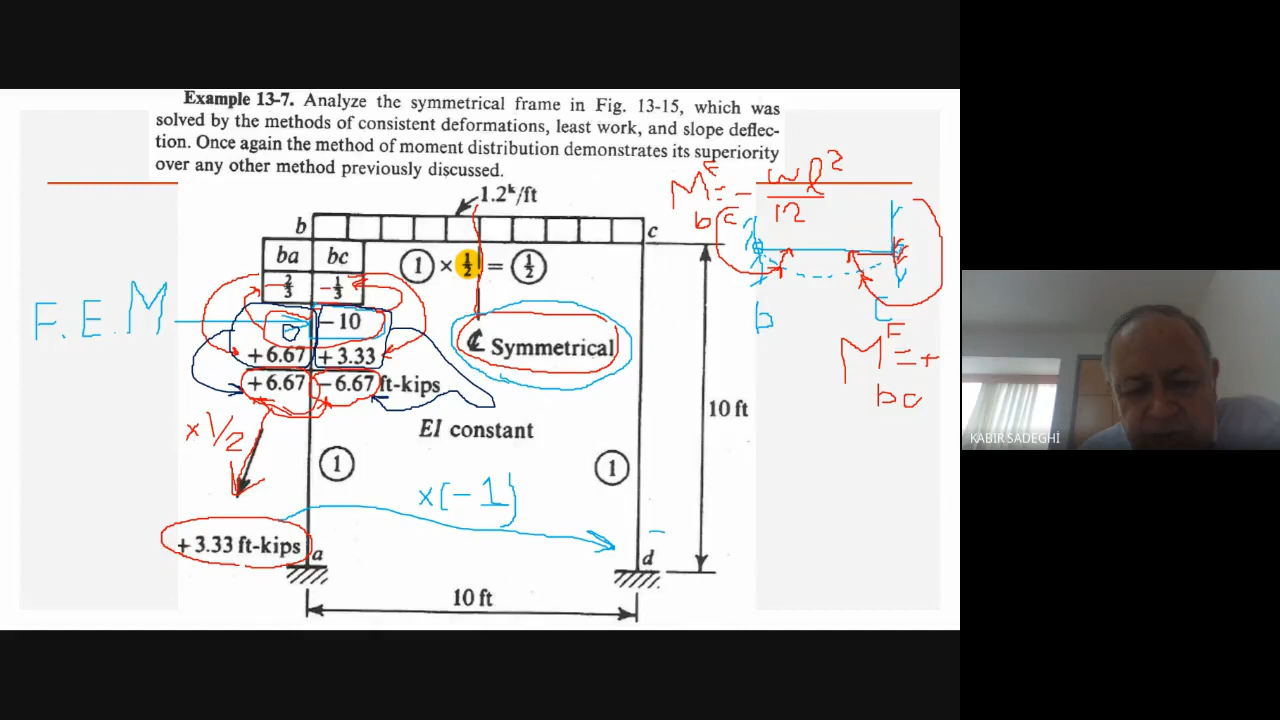 Example 13-7. Analyze the symmetrical frame in Fig. 13-15, which was
solved by the methods of consistent deformations, least work, and slope deflec-
tion. Once again the method of moment distribution demonstrates its superiority
over any other method previously discussed.
1.2ᵏ/ft
b
c
ba
bc
① × ½ = (½)
-2/3
-1/3
-10
+6.67
+3.33
+6.67
-6.67 ft-kips
℄ Symmetrical
EI constant
10 ft
①
①
+3.33 ft-kips
a
d
10 ft
F.E.M
×1/2
×(-1)
-
M F bc = - wl²/12
b
c
M F bc = +
KABIR SADEGHİ